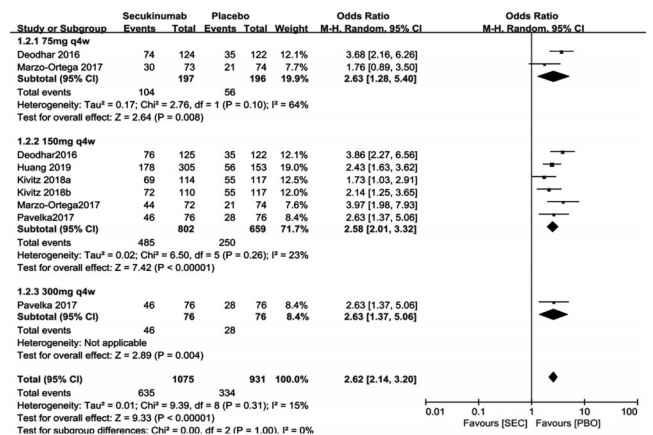 Secukinumab Placebo Odds Ratio Odds Ratio
Study or Subgroup Events Total Events Total Weight M-H, Random, 95% CI M-H, Random, 95% CI
1.2.1 75mg q4w
Deodhar 2016 74 124 35 122 12.1% 3.68 [2.16, 6.26]
Marzo-Ortega 2017 30 73 21 74 7.7% 1.76 [0.89, 3.50]
Subtotal (95% CI) 197 196 19.9% 2.63 [1.28, 5.40]
Total events 104 56
Heterogeneity: Tau² = 0.17; Chi² = 2.76, df = 1 (P = 0.10); I² = 64%
Test for overall effect: Z = 2.64 (P = 0.008)
1.2.2 150mg q4w
Deodhar2016 76 125 35 122 12.1% 3.86 [2.27, 6.56]
Huang 2019 178 305 56 153 20.0% 2.43 [1.63, 3.62]
Kivitz 2018a 69 114 55 117 12.5% 1.73 [1.03, 2.91]
Kivitz 2018b 72 110 55 117 11.9% 2.14 [1.25, 3.65]
Marzo-Ortega2017 44 72 21 74 7.6% 3.97 [1.98, 7.93]
Pavelka2017 46 76 28 76 8.4% 2.63 [1.37, 5.06]
Subtotal (95% CI) 802 659 71.7% 2.58 [2.01, 3.32]
Total events 485 250
Heterogeneity: Tau² = 0.02; Chi² = 6.50, df = 5 (P = 0.26); I² = 23%
Test for overall effect: Z = 7.42 (P < 0.00001)
1.2.3 300mg q4w
Pavelka 2017 46 76 28 76 8.4% 2.63 [1.37, 5.06]
Subtotal (95% CI) 76 76 8.4% 2.63 [1.37, 5.06]
Total events 46 28
Heterogeneity: Not applicable
Test for overall effect: Z = 2.89 (P = 0.004)
Total (95% CI) 1075 931 100.0% 2.62 [2.14, 3.20]
Total events 635 334
Heterogeneity: Tau² = 0.01; Chi² = 9.39, df = 8 (P = 0.31); I² = 15%
Test for overall effect: Z = 9.33 (P < 0.00001)
Test for subgroup differences: Chi² = 0.00, df = 2 (P = 1.00), I² = 0%
0.01 0.1 1 10 100
Favours [SEC] Favours [PBO]